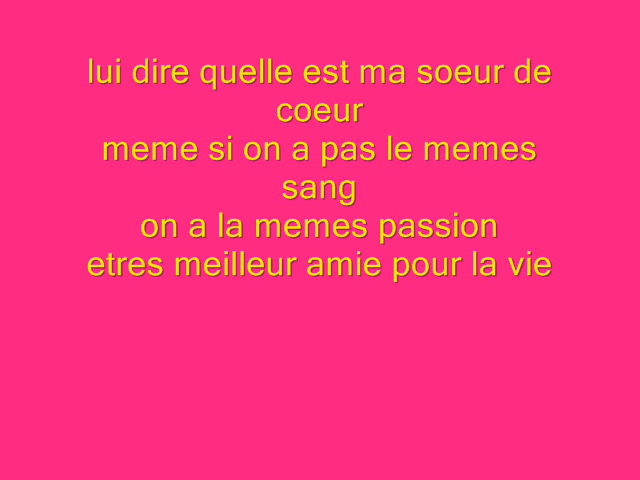 lui dire quelle est ma soeur de
coeur
meme si on a pas le memes
sang
on a la memes passion
etres meilleur amie pour la vie